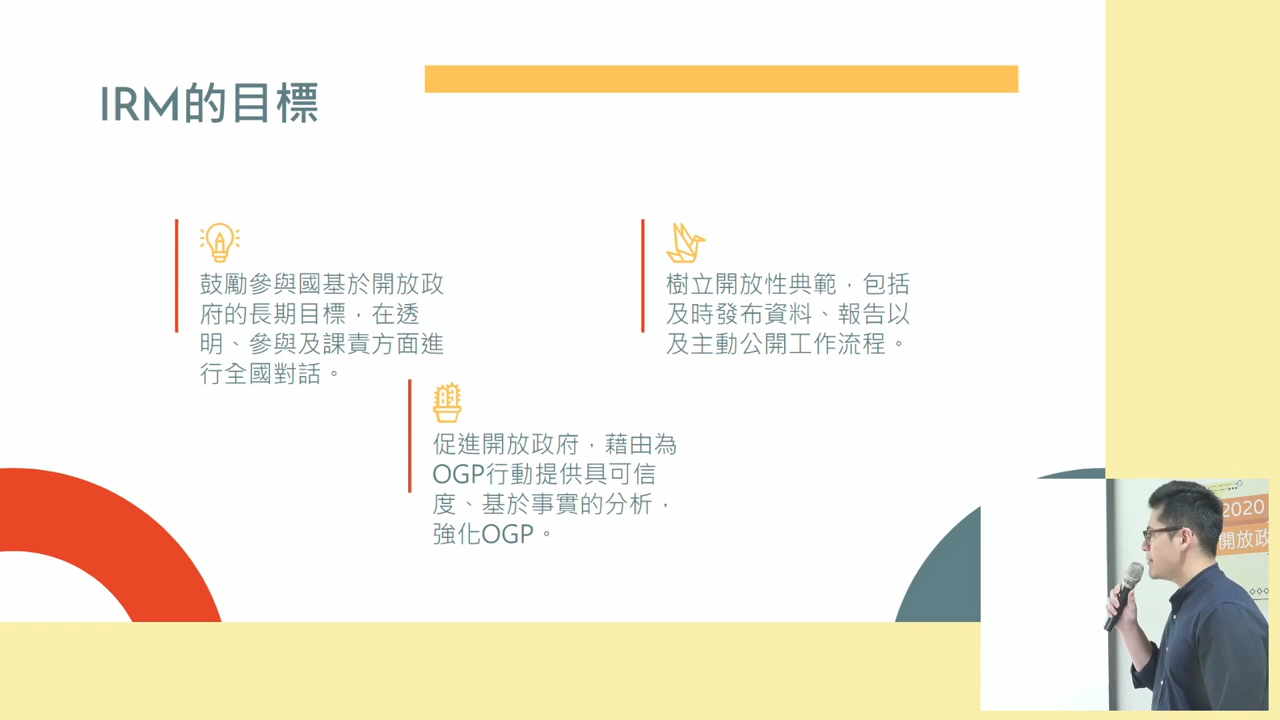 IRM的目標
鼓勵參與國基於開放政
府的長期目標，在透
明、參與及課責方面進
行全國對話。
樹立開放性典範，包括
及時發布資料、報告以
及主動公開工作流程。
促進開放政府，藉由為
OGP行動提供具可信
度、基於事實的分析，
強化OGP。
2020
開放政